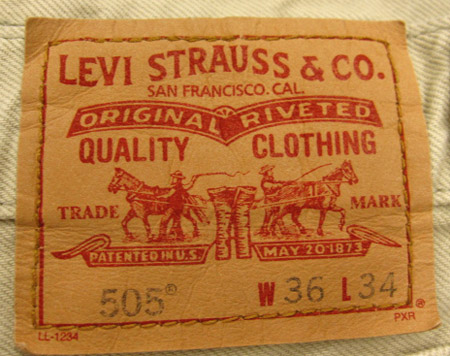 LEVI STRAUSS & CO.
SAN FRANCISCO. CAL.
ORIGINAL RIVETED
QUALITY CLOTHING
TRADE MARK
PATENTED IN U.S. MAY 20 1873
505® W 36 L 34
®
LL-1234 PXR